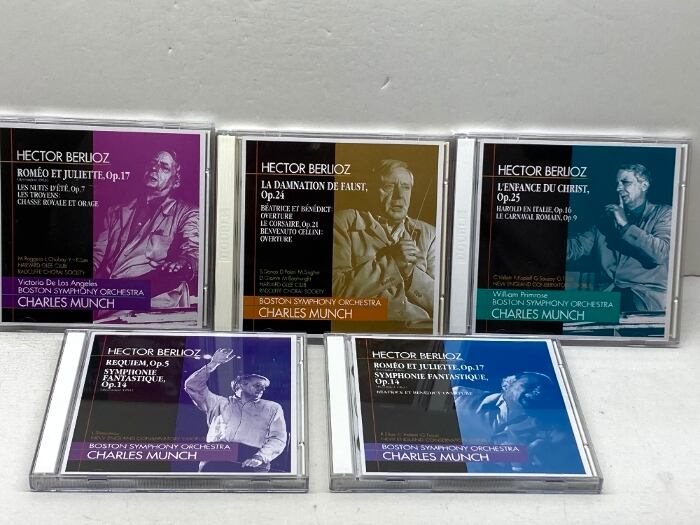 HECTOR BERLIOZ
ROMÉO ET JULIETTE, Op.17
LES NUITS D'ÉTÉ, Op.7
LES TROYENS:
CHASSE ROYALE ET ORAGE
HARVARD GLEE CLUB
RADCLIFFE CHORAL SOCIETY
Victoria De Los Angeles
BOSTON SYMPHONY ORCHESTRA
CHARLES MUNCH
HECTOR BERLIOZ
LA DAMNATION DE FAUST,
Op.24
BÉATRICE ET BÉNÉDICT:
OVERTURE
LE CORSAIRE, Op.21
BENVENUTO CELLINI:
OVERTURE
HARVARD GLEE CLUB
RADCLIFFE CHORAL SOCIETY
BOSTON SYMPHONY ORCHESTRA
CHARLES MUNCH
HECTOR BERLIOZ
L'ENFANCE DU CHRIST,
Op.25
HAROLD EN ITALIE, Op.16
LE CARNAVAL ROMAIN, Op.9
NEW ENGLAND CONSERVATORY
William Primrose
BOSTON SYMPHONY ORCHESTRA
CHARLES MUNCH
HECTOR BERLIOZ
REQUIEM, Op.5
SYMPHONIE
FANTASTIQUE,
Op.14
NEW ENGLAND CONSERVATORY
BOSTON SYMPHONY ORCHESTRA
CHARLES MUNCH
HECTOR BERLIOZ
ROMÉO ET JULIETTE, Op.17
SYMPHONIE FANTASTIQUE,
Op.14
BÉATRICE ET BÉNÉDICT: OVERTURE
NEW ENGLAND CONSERVATORY
BOSTON SYMPHONY ORCHESTRA
CHARLES MUNCH